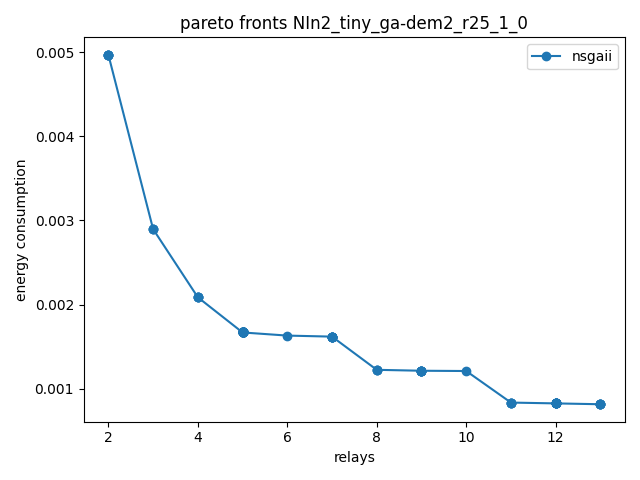 pareto fronts NIn2_tiny_ga-dem2_r25_1_0
nsgaii
energy consumption
0.005
0.004
0.003
0.002
0.001
2 4 6 8 10 12
relays